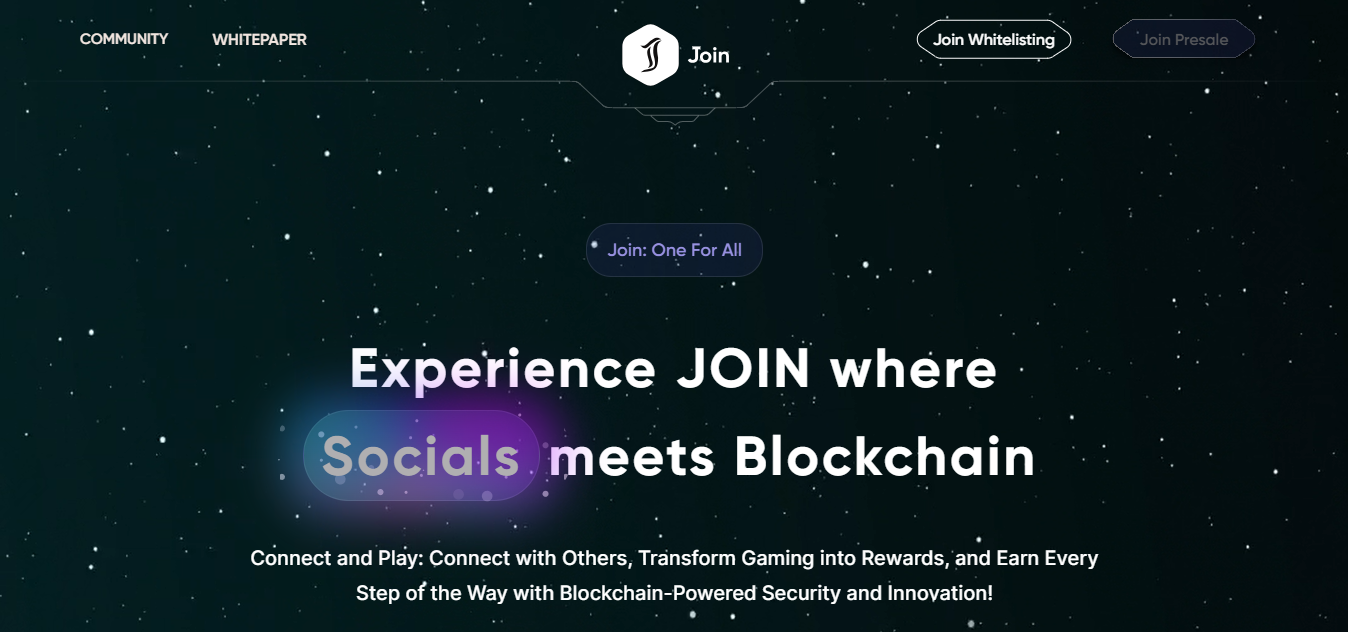 COMMUNITY
WHITEPAPER
Join
Join Whitelisting
Join Presale
Join: One For All
Experience JOIN where
Socials meets Blockchain
Connect and Play: Connect with Others, Transform Gaming into Rewards, and Earn Every
Step of the Way with Blockchain-Powered Security and Innovation!